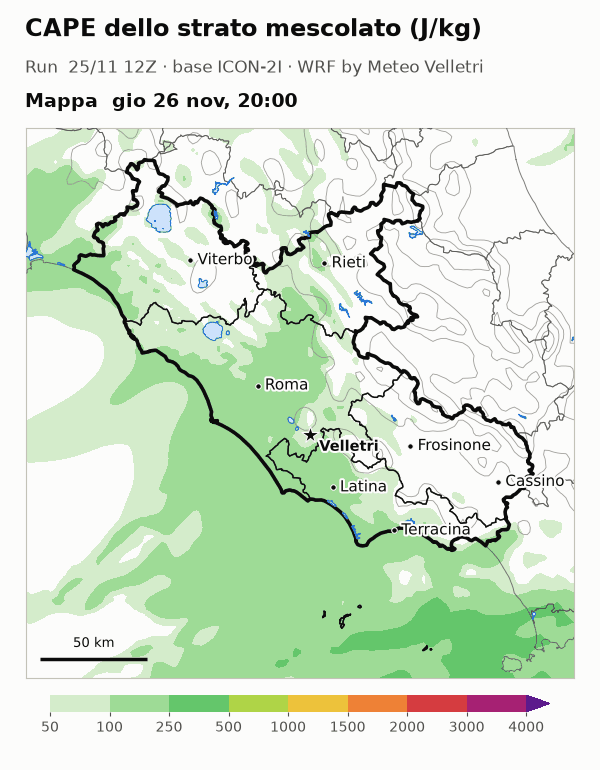 CAPE dello strato mescolato (J/kg)
Run 25/11 12Z · base ICON-2I · WRF by Meteo Velletri
Mappa gio 26 nov, 20:00
Viterbo
Rieti
Roma
Velletri
Frosinone
Cassino
Latina
Terracina
50 km
50 100 250 500 1000 1500 2000 3000 4000